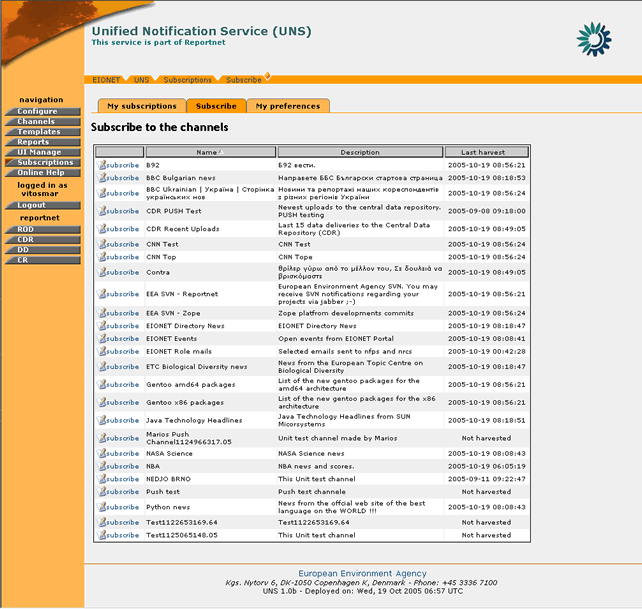 Unified Notification Service (UNS)
This service is part of Reportnet
EIONET UNS Subscriptions Subscribe
navigation
Configure
Channels
Templates
Reports
UI Manage
Subscriptions
Online Help
logged in as
vitosmar
Logout
reportnet
ROD
CDR
DD
CR
My subscriptions Subscribe My preferences
Subscribe to the channels
Name Description Last harvest
subscribe B92 Б92 вести. 2005-10-19 08:56:21
subscribe BBC Bulgarian news Направете ББС Български стартова страница 2005-10-19 08:18:53
subscribe BBC Ukrainian | Україна | Сторінка українських нов Новини та репортажі наших кореспондентів з різних регіонів України 2005-10-19 08:56:24
subscribe CDR PUSH Test Newest uploads to the central data repository. PUSH testing 2005-09-08 09:18:00
subscribe CDR Recent Uploads Last 15 data deliveries to the Central Data Repository (CDR) 2005-10-19 08:49:05
subscribe CNN Test CNN Test 2005-10-19 08:56:24
subscribe CNN Top CNN Tope 2005-10-19 08:56:24
subscribe Contra θρίλερ γύρω από το μέλλον του, Σε δουλειά να βρισκόμαστε 2005-10-19 08:49:05
subscribe EEA SVN - Reportnet European Environment Agency SVN. You may receive SVN notifications regarding your projects via jabber ;-) 2005-10-19 08:56:21
subscribe EEA SVN - Zope Zope platfrom developments commits 2005-10-19 08:56:24
subscribe EIONET Directory News EIONET Directory News 2005-10-19 08:18:47
subscribe EIONET Events Open events from EIONET Portal 2005-10-19 08:08:41
subscribe EIONET Role mails Selected emails sent to nfps and nrcs 2005-10-19 00:42:28
subscribe ETC Biological Diversity news News from the European Topic Centre on Biological Diversity 2005-10-19 08:18:47
subscribe Gentoo amd64 packages List of the new gentoo packages for the amd64 architecture 2005-10-19 08:56:21
subscribe Gentoo x86 packages List of the new gentoo packages for the x86 architecture 2005-10-19 08:56:21
subscribe Java Technology Headlines Java Technology Headlines from SUN Micorsystems 2005-10-19 08:18:51
subscribe Marios Push Channel1124966317.05 Unit test channel made by Marios Not harvested
subscribe NASA Science NASA Science news 2005-10-19 08:08:43
subscribe NBA NBA news and scores. 2005-10-19 06:05:19
subscribe NEDJO BRNO This Unit test channel 2005-09-11 09:22:47
subscribe Push test Push test channele Not harvested
subscribe Python news News from the offcial web site of the best language on the WORLD !!! 2005-10-19 08:08:43
subscribe Test1122653169.64 Test1122653169.64 Not harvested
subscribe Test1125065148.05 This Unit test channel Not harvested
European Environment Agency
Kgs. Nytorv 6, DK-1050 Copenhagen K, Denmark - Phone: +45 3336 7100
UNS 1.0b - Deployed on: Wed, 19 Oct 2005 06:57 UTC